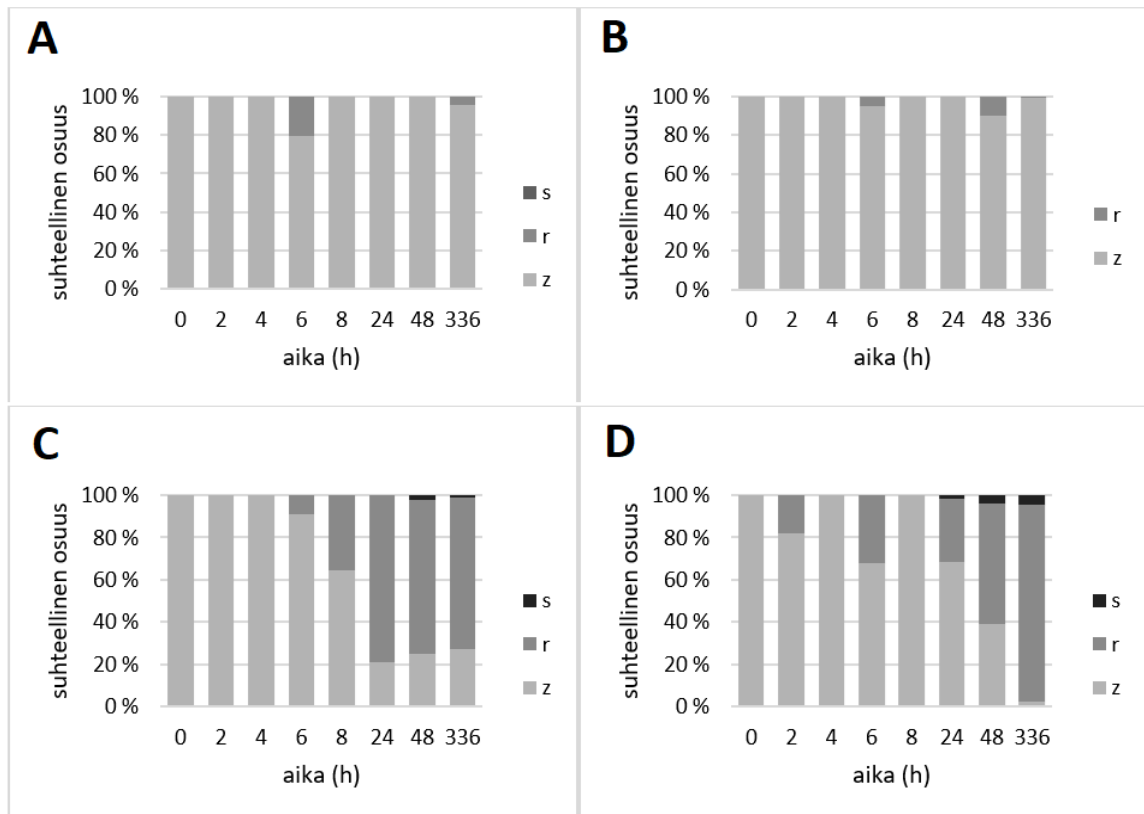 A
suhteellinen osuus
100 %
80 %
60 %
40 %
20 %
0 %
0 2 4 6 8 24 48 336
aika (h)
s
r
z
B
suhteellinen osuus
100 %
80 %
60 %
40 %
20 %
0 %
0 2 4 6 8 24 48 336
aika (h)
r
z
C
suhteellinen osuus
100 %
80 %
60 %
40 %
20 %
0 %
0 2 4 6 8 24 48 336
aika (h)
s
r
z
D
suhteellinen osuus
100 %
80 %
60 %
40 %
20 %
0 %
0 2 4 6 8 24 48 336
aika (h)
s
r
z